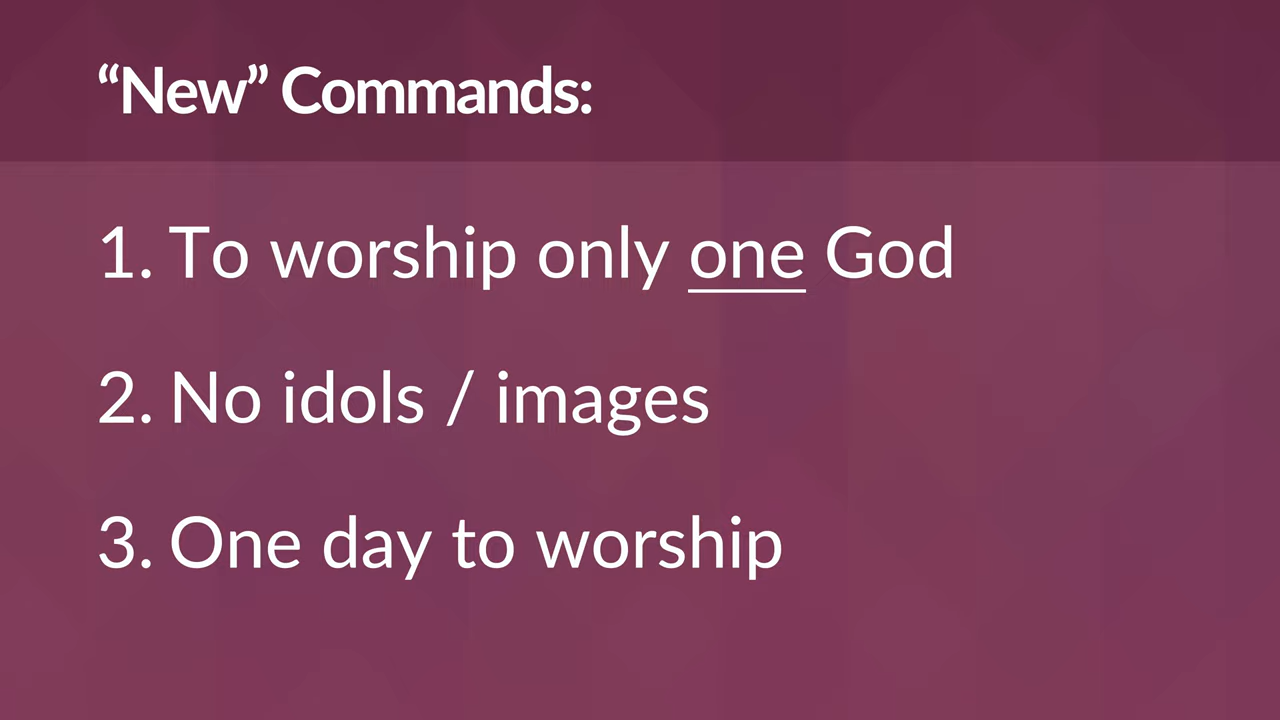 “New” Commands:
1. To worship only one God
2. No idols / images
3. One day to worship